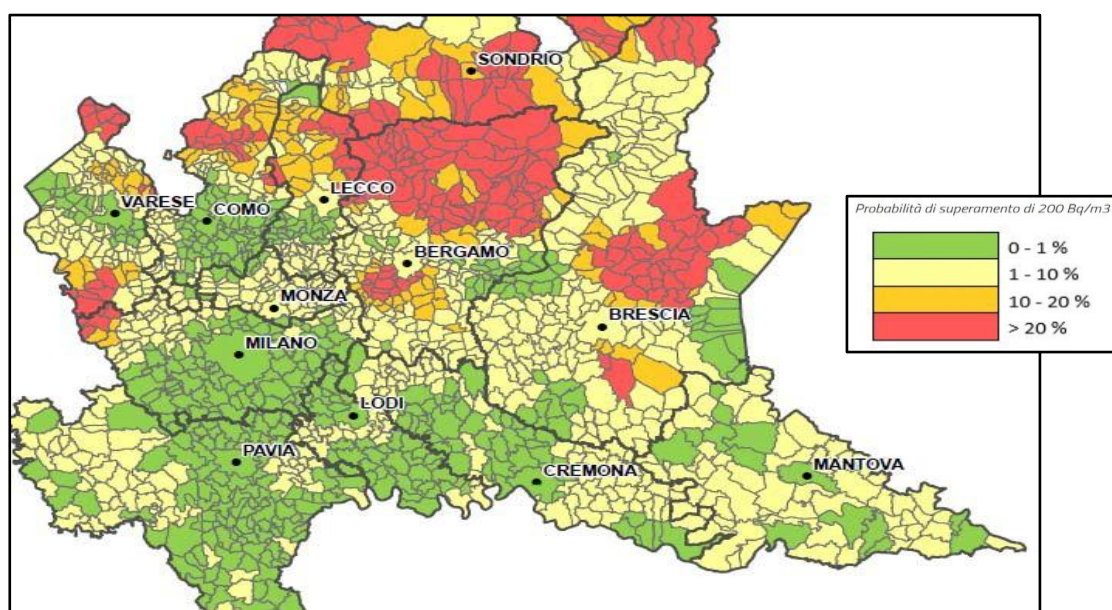 SONDRIO
LECCO
VARESE
COMO
BERGAMO
MONZA
BRESCIA
MILANO
LODI
PAVIA
CREMONA
MANTOVA
Probabilità di superamento di 200 Bq/m3
0 - 1 %
1 - 10 %
10 - 20 %
> 20 %